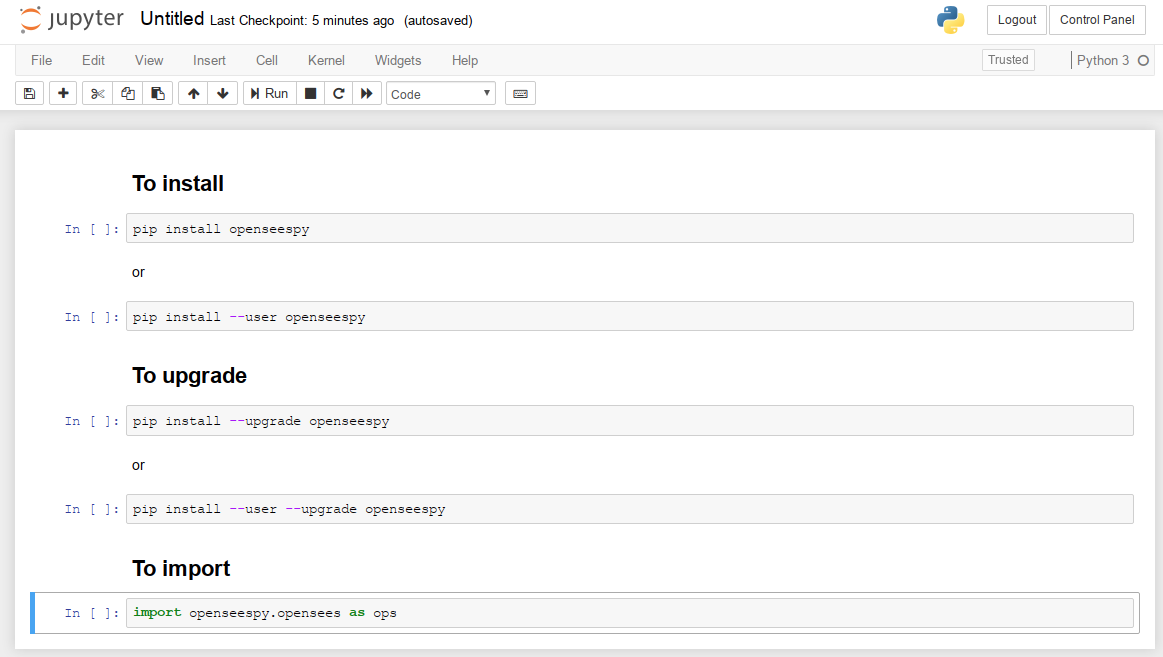 jupyter Untitled Last Checkpoint: 5 minutes ago (autosaved) Logout Control Panel
File Edit View Insert Cell Kernel Widgets Help Trusted Python 3
Run Code
To install
In [ ]: pip install openseespy
or
In [ ]: pip install --user openseespy
To upgrade
In [ ]: pip install --upgrade openseespy
or
In [ ]: pip install --user --upgrade openseespy
To import
In [ ]: import openseespy.opensees as ops